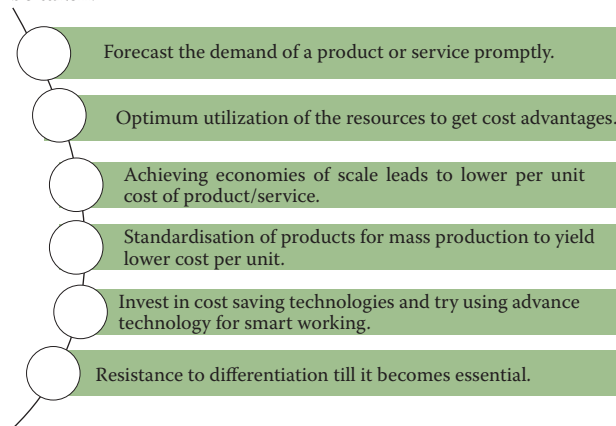 Forecast the demand of a product or service promptly.
Optimum utilization of the resources to get cost advantages.
Achieving economies of scale leads to lower per unit
cost of product/service.
Standardisation of products for mass production to yield
lower cost per unit.
Invest in cost saving technologies and try using advance
technology for smart working.
Resistance to differentiation till it becomes essential.